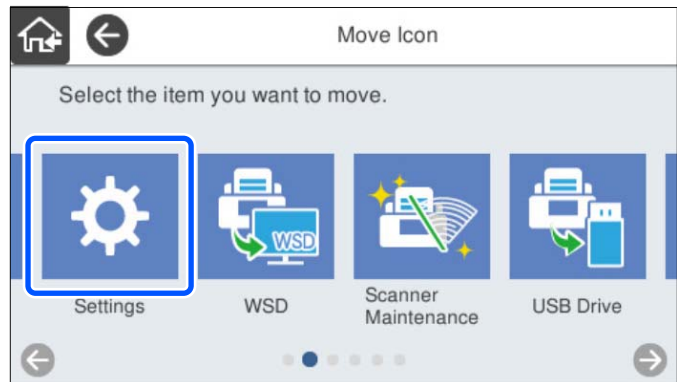 Move Icon
Select the item you want to move.
WSD
Settings
WSD
Scanner
Maintenance
USB Drive